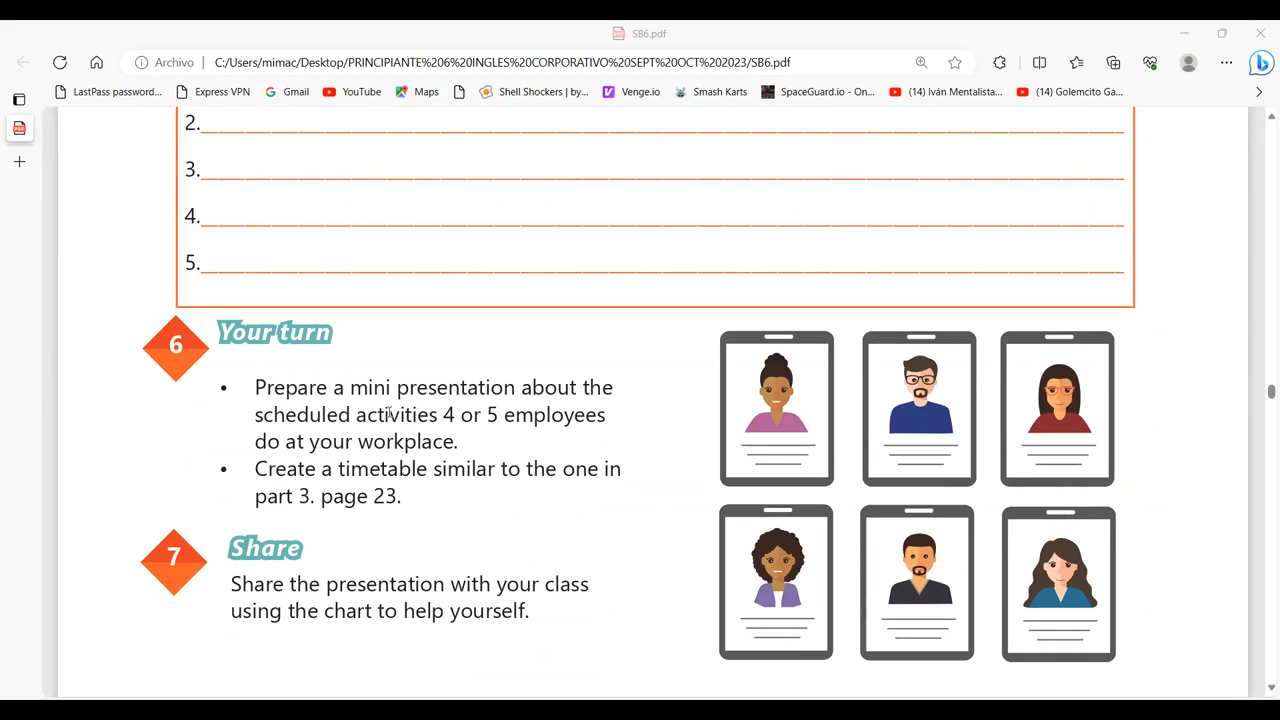 SB6.pdf
Archivo C:/Users/mimac/Desktop/PRINCIPIANTE%206%20INGLES%20CORPORATIVO%20SEPT%20OCT%202023/SB6.pdf
LastPass password... Express VPN Gmail YouTube Maps Shell Shockers | by... Venge.io Smash Karts SpaceGuard.io - On... (14) Iván Mentalista... (14) Golemcito Ga...
2.
3.
4.
5.
6 Your turn
• Prepare a mini presentation about the
scheduled activities 4 or 5 employees
do at your workplace.
• Create a timetable similar to the one in
part 3. page 23.
7 Share
Share the presentation with your class
using the chart to help yourself.